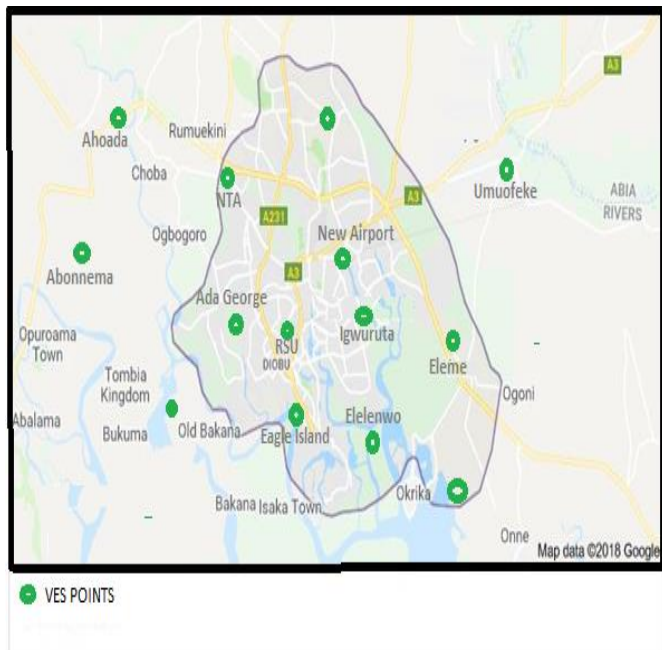 A3
Ahoada
Rumuekini
Choba
NTA
Umuofeke
ABIA
RIVERS
A3
A231
Ogbogoro
New Airport
Abonnema
A3
Ada George
Igwuruta
Opuroama
Town
RSU
DIOBU
Eleme
Tombia
Kingdom
Ogoni
Abalama
Bukuma
Old Bakana
Eagle Island
Elelenwo
Okrika
Bakana
Isaka Town
Onne
Map data ©2018 Google
VES POINTS